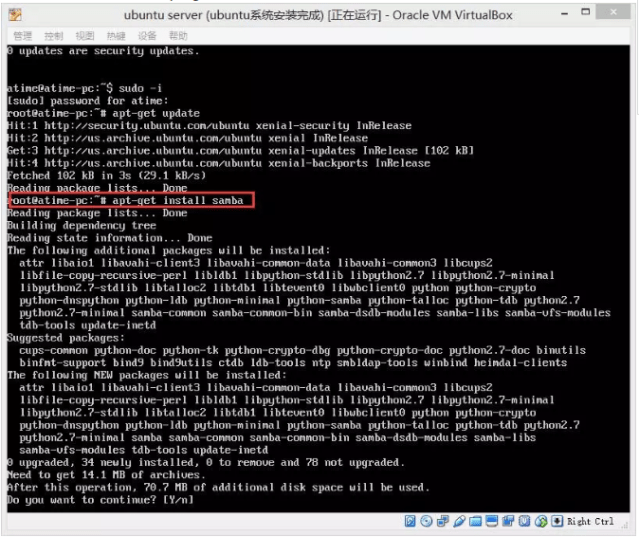 ubuntu server (ubuntu系统安装完成) [正在运行] - Oracle VM VirtualBox
管理 控制 视图 热键 设备 帮助
0 updates are security updates.
atime@atime-pc:~$ sudo -i
[sudo] password for atime:
root@atime-pc:~# apt-get update
Hit:1 http://security.ubuntu.com/ubuntu xenial-security InRelease
Hit:2 http://us.archive.ubuntu.com/ubuntu xenial InRelease
Get:3 http://us.archive.ubuntu.com/ubuntu xenial-updates InRelease [102 kB]
Hit:4 http://us.archive.ubuntu.com/ubuntu xenial-backports InRelease
Fetched 102 kB in 3s (29.1 kB/s)
Reading package lists... Done
root@atime-pc:~# apt-get install samba
Reading package lists... Done
Building dependency tree
Reading state information... Done
The following additional packages will be installed:
attr libaio1 libavahi-client3 libavahi-common-data libavahi-common3 libcups2
libfile-copy-recursive-perl libldb1 libpython-stdlib libpython2.7 libpython2.7-minimal
libpython2.7-stdlib libtalloc2 libtdb1 libtevent0 libwbclient0 python python-crypto
python-dnspython python-ldb python-minimal python-samba python-talloc python-tdb python2.7
python2.7-minimal samba-common samba-common-bin samba-dsdb-modules samba-libs samba-vfs-modules
tdb-tools update-inetd
Suggested packages:
cups-common python-doc python-tk python-crypto-dbg python-crypto-doc python2.7-doc binutils
binfmt-support bind9 bind9utils ctdb ldb-tools ntp smbldap-tools winbind heimdal-clients
The following NEW packages will be installed:
attr libaio1 libavahi-client3 libavahi-common-data libavahi-common3 libcups2
libfile-copy-recursive-perl libldb1 libpython-stdlib libpython2.7 libpython2.7-minimal
libpython2.7-stdlib libtalloc2 libtdb1 libtevent0 libwbclient0 python python-crypto
python-dnspython python-ldb python-minimal python-samba python-talloc python-tdb python2.7
python2.7-minimal samba samba-common samba-common-bin samba-dsdb-modules samba-libs
samba-vfs-modules tdb-tools update-inetd
0 upgraded, 34 newly installed, 0 to remove and 78 not upgraded.
Need to get 14.1 MB of archives.
After this operation, 70.7 MB of additional disk space will be used.
Do you want to continue? [Y/n]
Right Ctrl